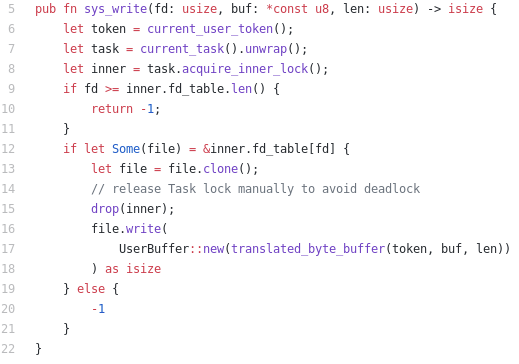 5 pub fn sys_write(fd: usize, buf: *const u8, len: usize) -> isize {
6     let token = current_user_token();
7     let task = current_task().unwrap();
8     let inner = task.acquire_inner_lock();
9     if fd >= inner.fd_table.len() {
10         return -1;
11     }
12     if let Some(file) = &inner.fd_table[fd] {
13         let file = file.clone();
14         // release Task lock manually to avoid deadlock
15         drop(inner);
16         file.write(
17             UserBuffer::new(translated_byte_buffer(token, buf, len))
18         ) as isize
19     } else {
20         -1
21     }
22 }